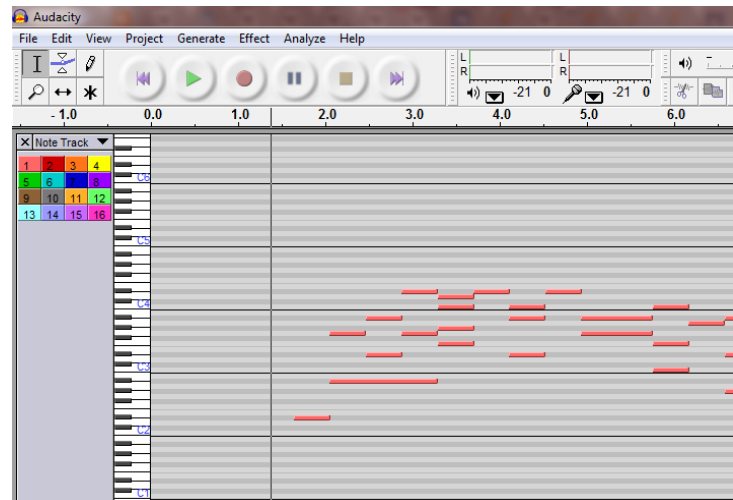 Audacity
File Edit View Project Generate Effect Analyze Help
L L
R R
-21 0 -21 0
- 1.0 0.0 1.0 2.0 3.0 4.0 5.0 6.0
X Note Track
1 2 3 4
5 6 7 8
9 10 11 12
13 14 15 16
C6
C5
C4
C3
C2
C1